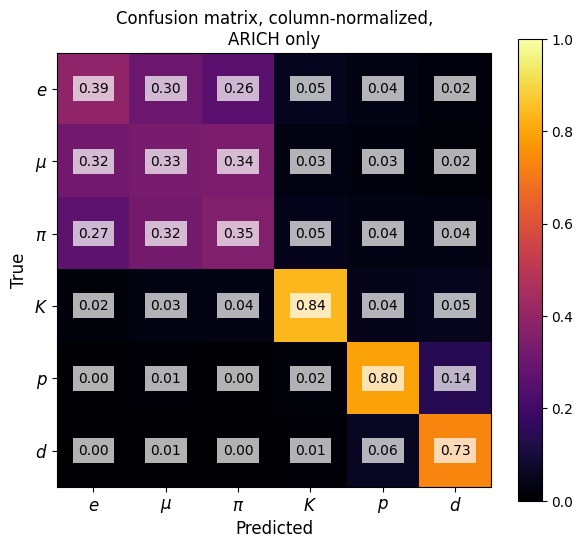 Confusion matrix, column-normalized,
ARICH only
e 0.39 0.30 0.26 0.05 0.04 0.02
μ 0.32 0.33 0.34 0.03 0.03 0.02
π 0.27 0.32 0.35 0.05 0.04 0.04
K 0.02 0.03 0.04 0.84 0.04 0.05
p 0.00 0.01 0.00 0.02 0.80 0.14
d 0.00 0.01 0.00 0.01 0.06 0.73
e μ π K p d
True
Predicted
1.0
0.8
0.6
0.4
0.2
0.0